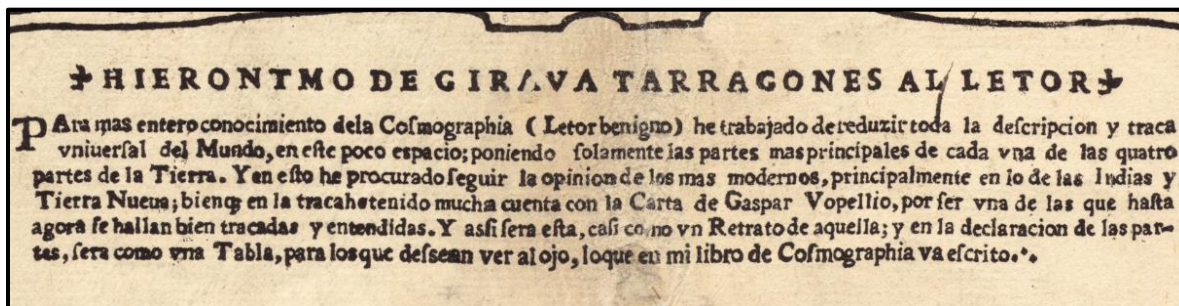 ✢HIERONTMO DE GIRAVA TARRAGONES AL LETOR✢
PAra mas entero conocimiento dela Coſmographia ( Letor benigno) he trabajado de reduzir toda la deſcripcion y traca
vniuerſal del Mundo, en eſte poco eſpacio; poniendo ſolamente las partes mas principales de cada vna de las quatro
partes de la Tierra. Y en eſto he procurado ſeguir la opinion de los mas modernos, principalmente en lo de las Indias y
Tierra Nueua; bienq̃ en la traca he tenido mucha cuenta con la Carta de Gaspar Vopellio, por ſer vna de las que haſta
agora ſe hallan bien tracadas y entendidas. Y aſsi ſera eſta, caſi como vn Retrato de aquella; y en la declaracion de las par-
tes, ſera como vna Tabla, para los que deſsean ver al ojo, lo que en mi libro de Coſmographia va eſcrito.·.